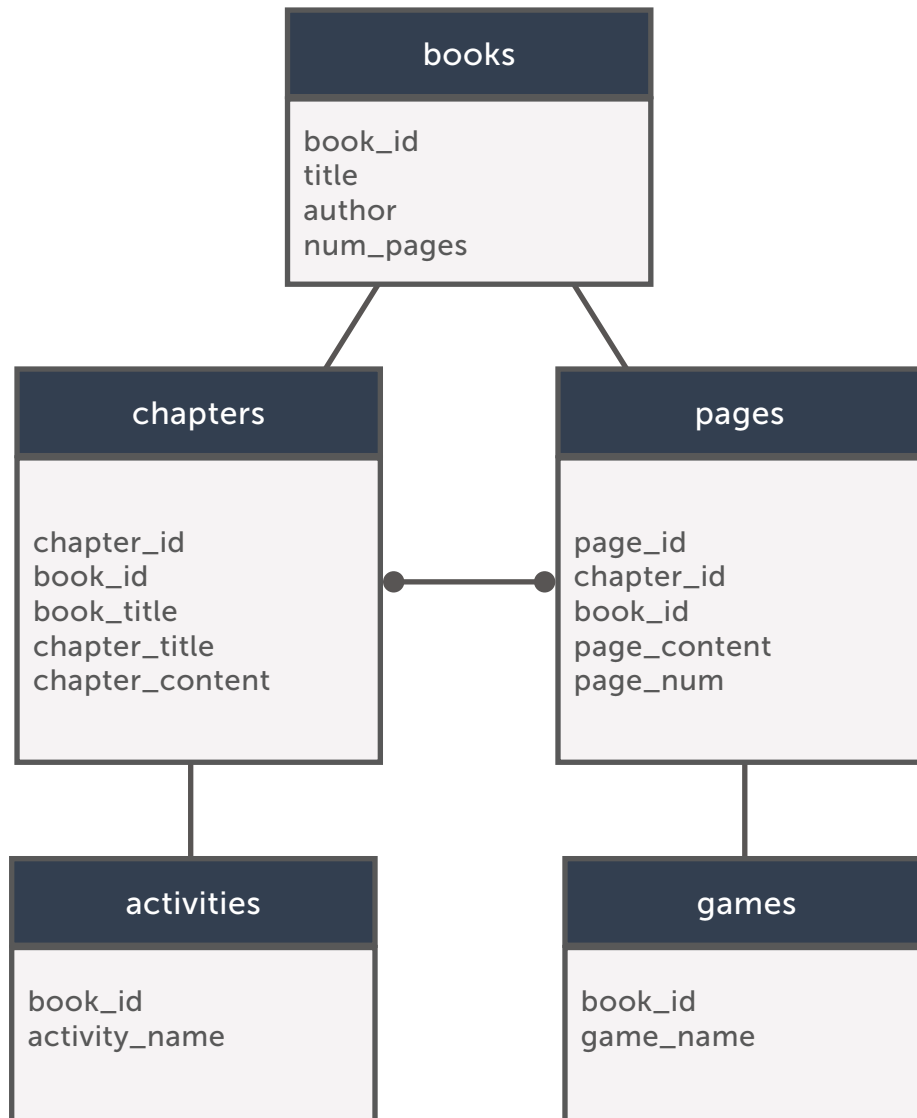 books
book_id
title
author
num_pages
chapters
chapter_id
book_id
book_title
chapter_title
chapter_content
pages
page_id
chapter_id
book_id
page_content
page_num
activities
book_id
activity_name
games
book_id
game_name